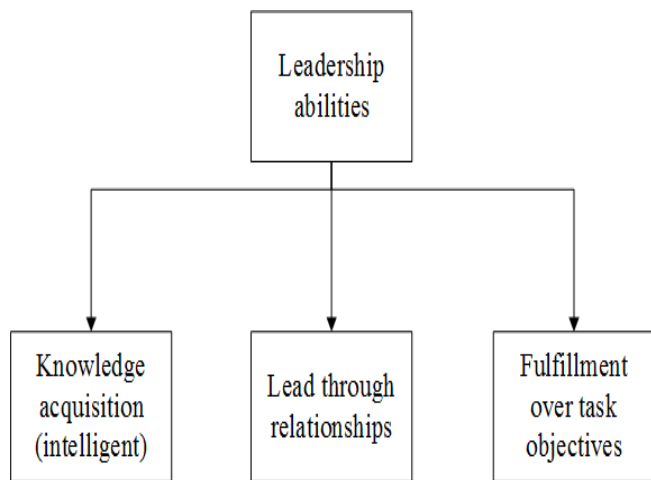 Leadership
abilities
Knowledge
acquisition
(intelligent)
Lead through
relationships
Fulfillment
over task
objectives